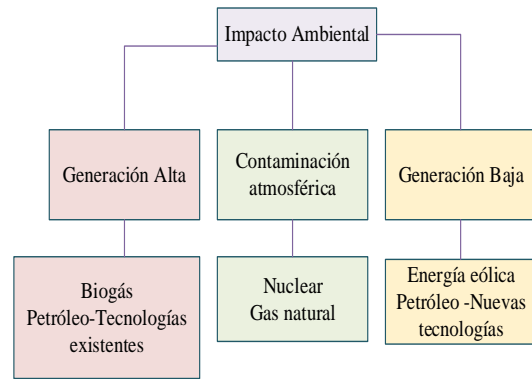 Impacto Ambiental
Generación Alta
Contaminación
atmosférica
Generación Baja
Biogás
Petróleo-Tecnologías
existentes
Nuclear
Gas natural
Energía eólica
Petróleo -Nuevas
tecnologías